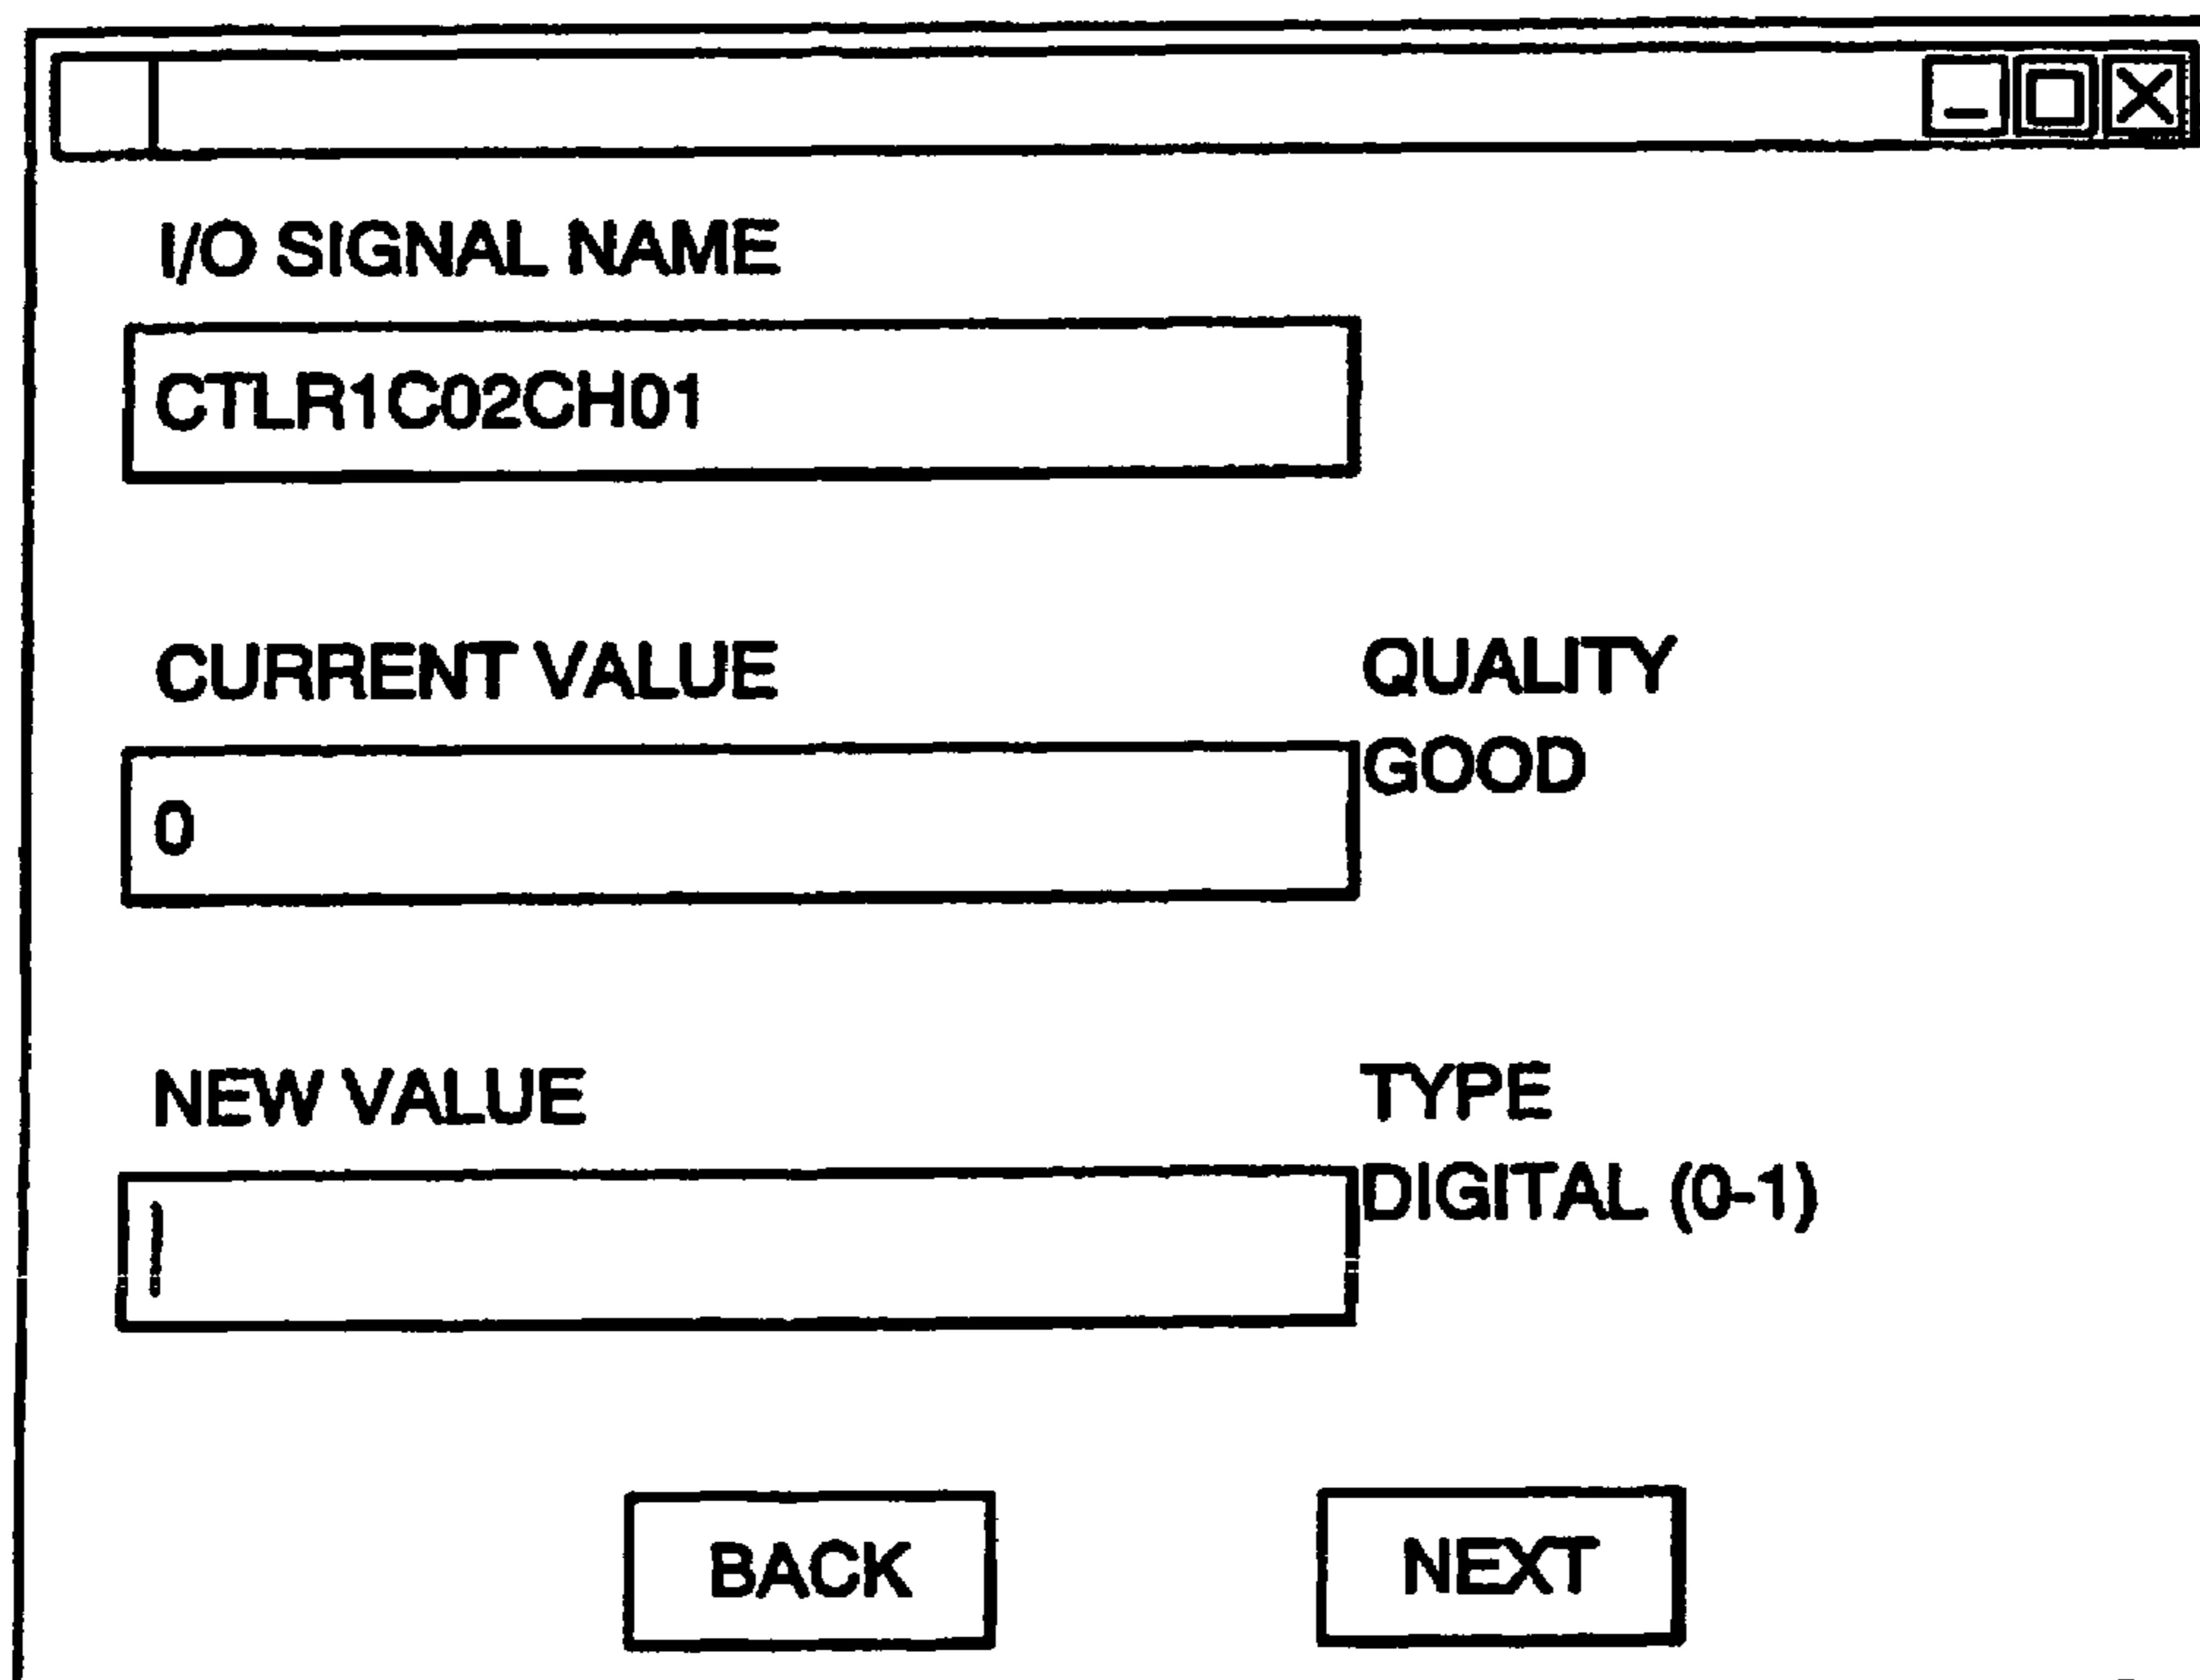 I/O SIGNAL NAME
CTLR1C02CH01
CURRENT VALUE
QUALITY
GOOD
0
NEW VALUE
TYPE
DIGITAL (0-1)
BACK
NEXT